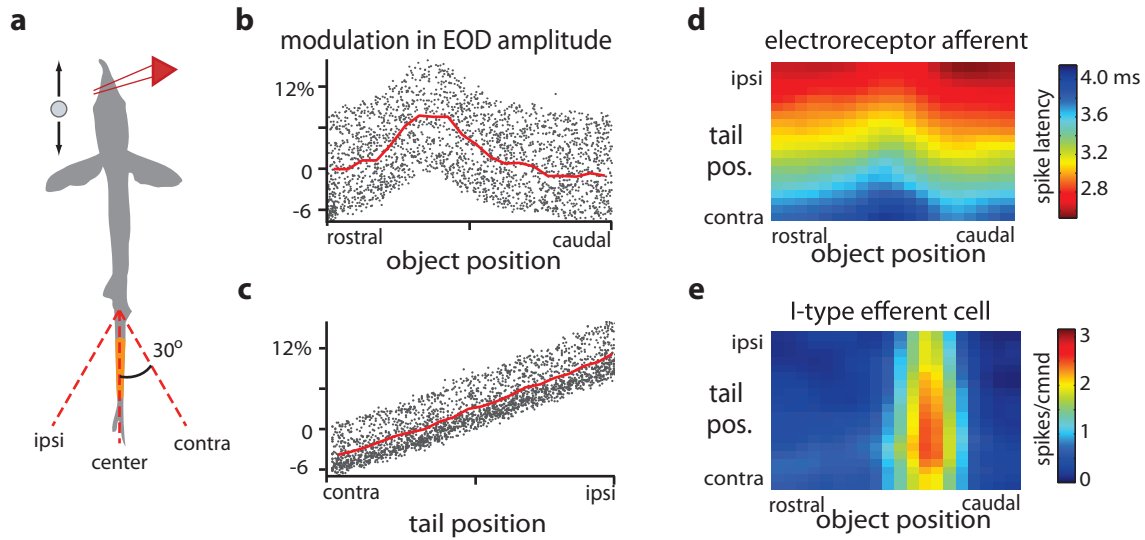 a
30o
ipsi
contra
center
b
modulation in EOD amplitude
12%
0
-6
rostral
caudal
object position
c
12%
0
-6
contra
ipsi
tail position
d
electroreceptor afferent
ipsi
tail
pos.
contra
rostral
caudal
object position
4.0 ms
3.6
3.2
2.8
spike latency
e
I-type efferent cell
ipsi
tail
pos.
contra
rostral
caudal
object position
3
2
1
0
spikes/cmnd